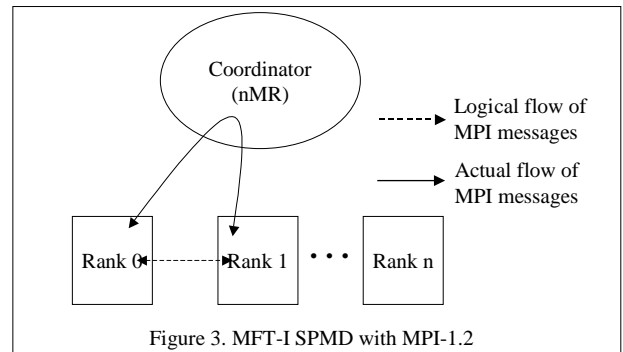 Coordinator
(nMR)
Logical flow of
MPI messages
Actual flow of
MPI messages
Rank 0
Rank 1
• • •
Rank n
Figure 3. MFT-I SPMD with MPI-1.2